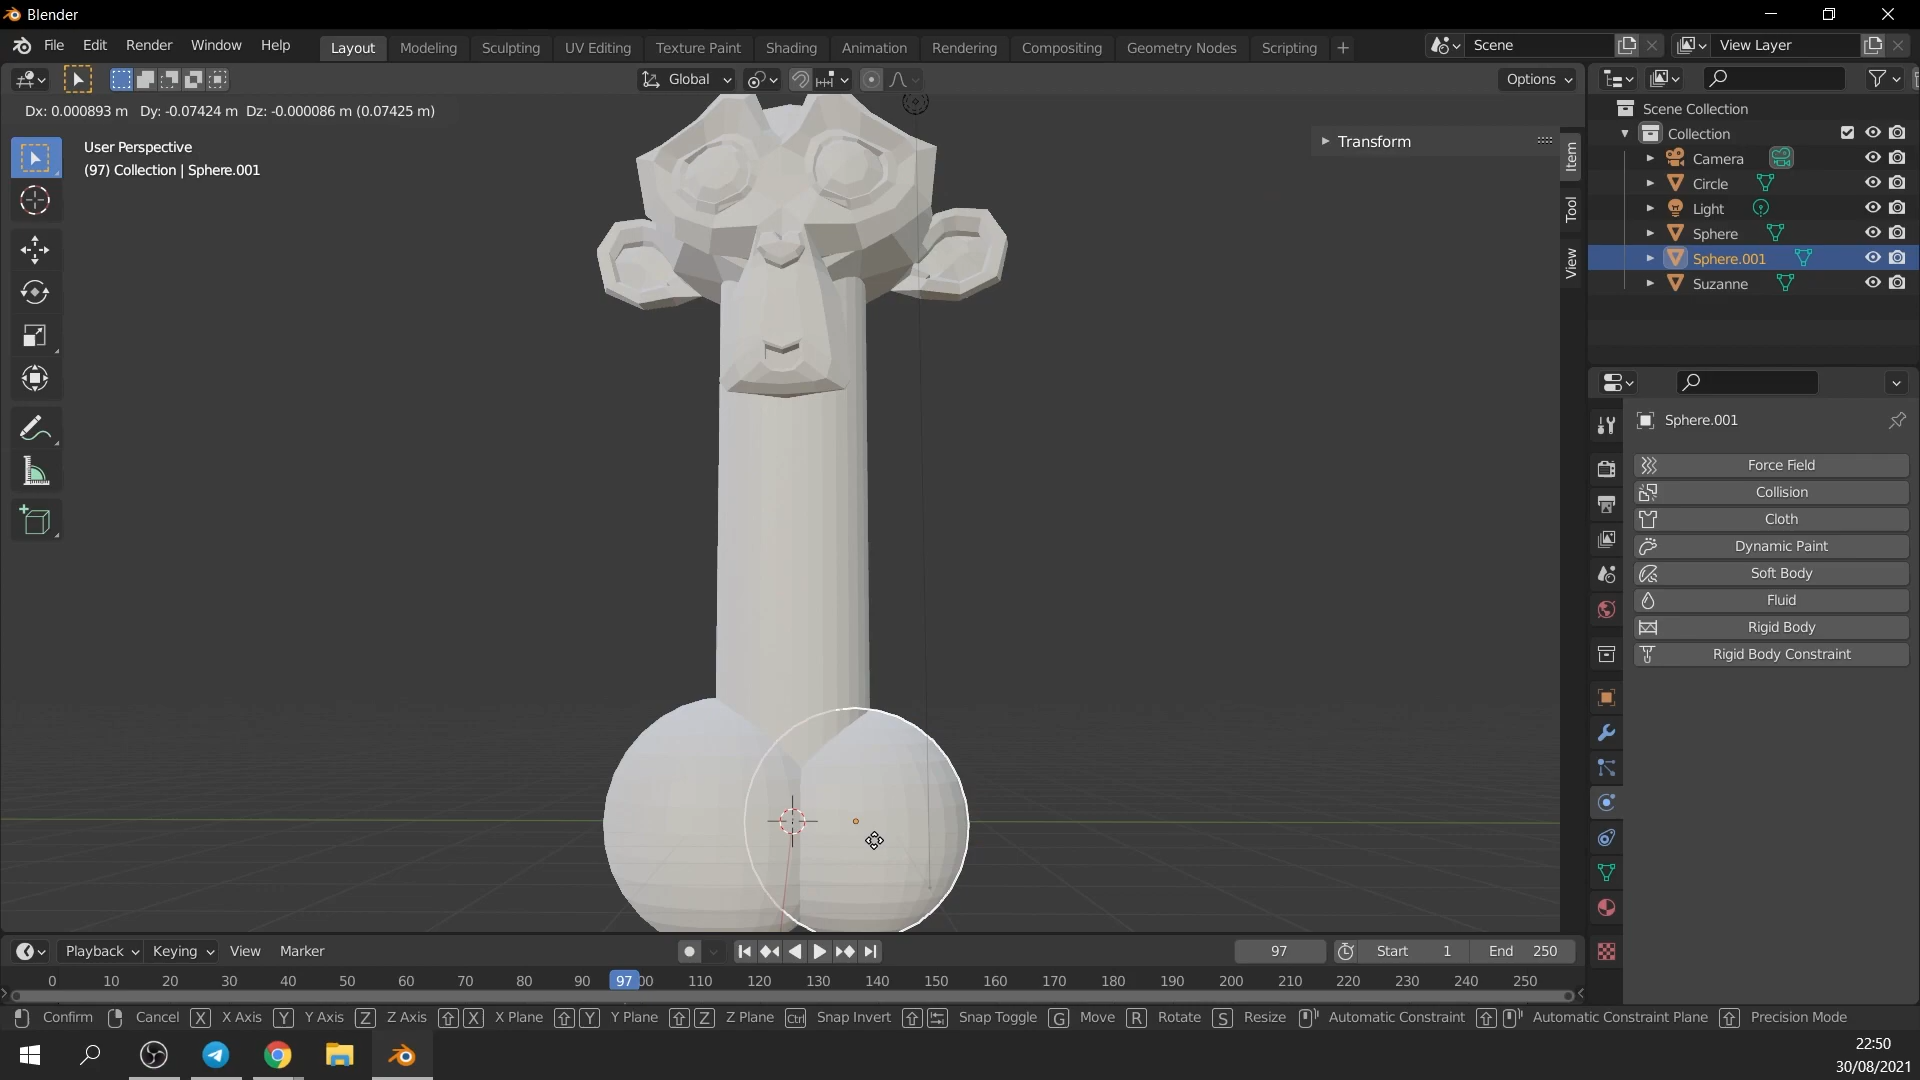 Blender
File Edit Render Window Help Layout Modeling Sculpting UV Editing Texture Paint Shading Animation Rendering Compositing Geometry Nodes Scripting + Scene View Layer
Global Options
Dx: 0.000893 m Dy: -0.07424 m Dz: -0.000086 m (0.07425 m)
User Perspective
(97) Collection | Sphere.001
Transform
Item
Tool
View
Scene Collection
Collection
Camera
Circle
Light
Sphere
Sphere.001
Suzanne
Sphere.001
Force Field
Collision
Cloth
Dynamic Paint
Soft Body
Fluid
Rigid Body
Rigid Body Constraint
Playback Keying View Marker 97 Start 1 End 250
0 10 20 30 40 50 60 70 80 90 97 00 110 120 130 140 150 160 170 180 190 200 210 220 230 240 250
Confirm Cancel X X Axis Y Y Axis Z Z Axis X X Plane Y Y Plane Z Z Plane Ctrl Snap Invert Snap Toggle G Move R Rotate S Resize Automatic Constraint Automatic Constraint Plane Precision Mode
22:50
30/08/2021